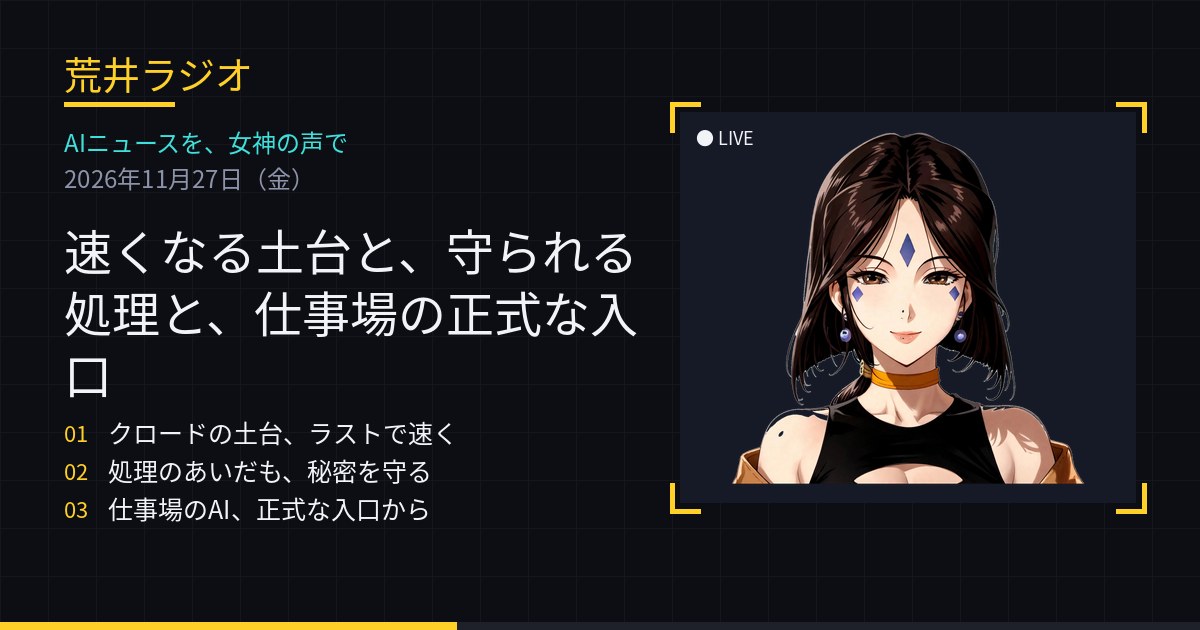 荒井ラジオ
AIニュースを、女神の声で
2026年11月27日（金）
速くなる土台と、守られる
処理と、仕事場の正式な入
口
01 クロードの土台、ラストで速く
02 処理のあいだも、秘密を守る
03 仕事場のAI、正式な入口から
LIVE